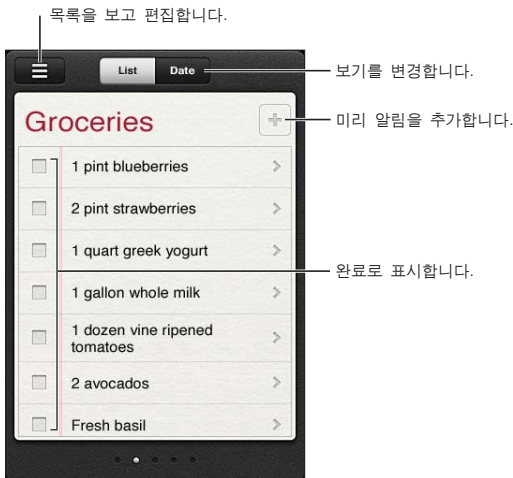 목록을 보고 편집합니다.
List
Date
보기를 변경합니다.
Groceries
미리 알림을 추가합니다.
1 pint blueberries
2 pint strawberries
1 quart greek yogurt
완료로 표시합니다.
1 gallon whole milk
1 dozen vine ripened
tomatoes
2 avocados
Fresh basil